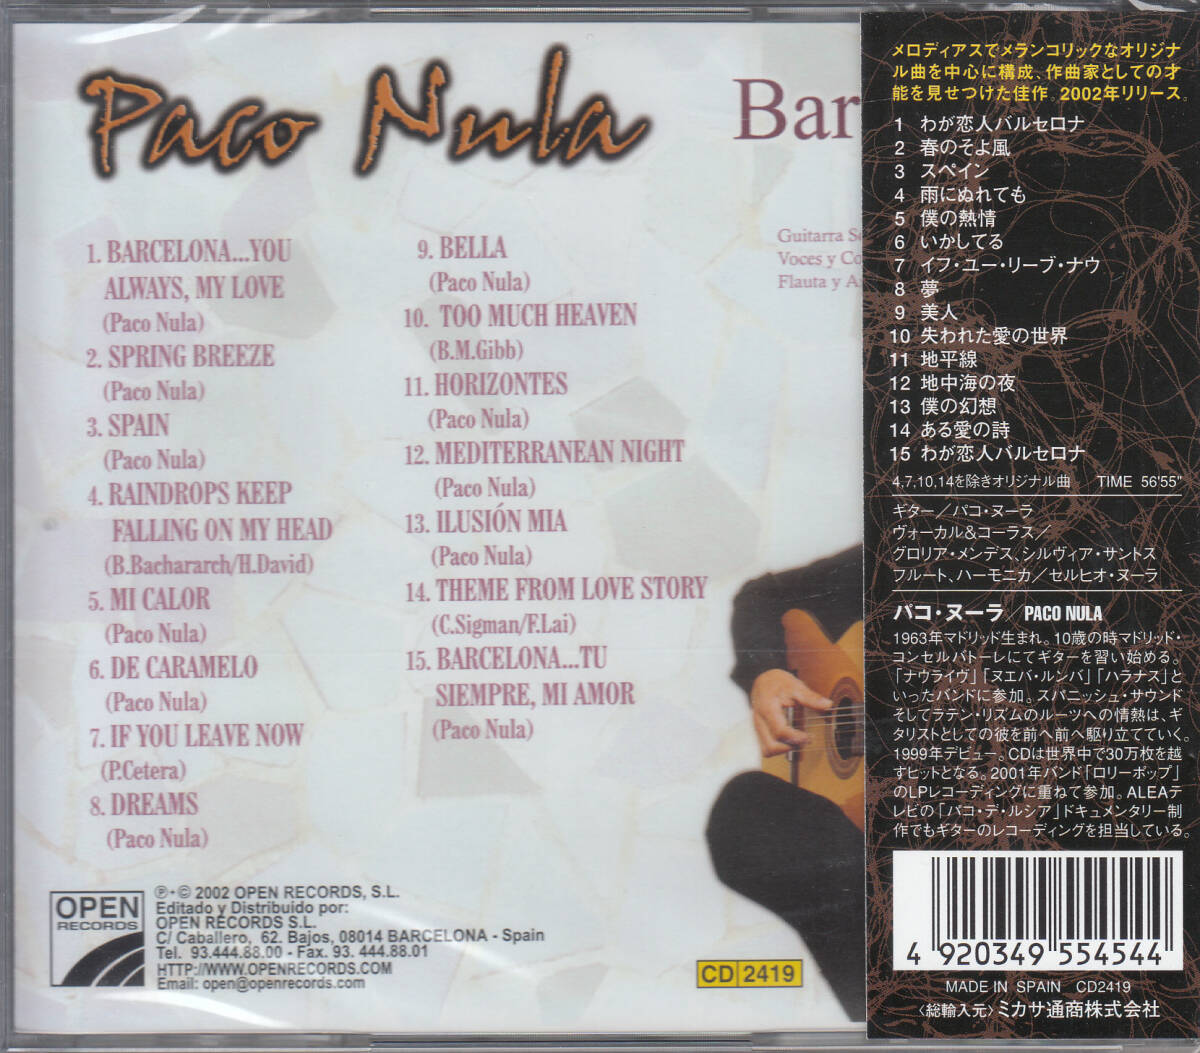 Paco Nula
Bar
1. BARCELONA...YOU
ALWAYS, MY LOVE
(Paco Nula)
2. SPRING BREEZE
(Paco Nula)
3. SPAIN
(Paco Nula)
4. RAINDROPS KEEP
FALLING ON MY HEAD
(B.Bachararch/H.David)
5. MI CALOR
(Paco Nula)
6. DE CARAMELO
(Paco Nula)
7. IF YOU LEAVE NOW
(P.Cetera)
8. DREAMS
(Paco Nula)
9. BELLA
(Paco Nula)
10. TOO MUCH HEAVEN
(B.M.Gibb)
11. HORIZONTES
(Paco Nula)
12. MEDITERRANEAN NIGHT
(Paco Nula)
13. ILUSIÓN MIA
(Paco Nula)
14. THEME FROM LOVE STORY
(C.Sigman/F.Lai)
15. BARCELONA...TU
SIEMPRE, MI AMOR
(Paco Nula)
Guitarra
Voces y
Flauta y
OPEN
RECORDS
℗+© 2002 OPEN RECORDS, S.L.
Editado y Distribuido por:
OPEN RECORDS S.L.
C/ Caballero, 62. Bajos, 08014 BARCELONA - Spain
Tel. 93.444.88.00 - Fax. 93. 444.88.01
HTTP://WWW.OPENRECORDS.COM
Email: open@openrecords.com
CD 2419
メロディアスでメランコリックなオリジナ
ル曲を中心に構成、作曲家としての才
能を見せつけた佳作。2002年リリース。
1 わが恋人バルセロナ
2 春のそよ風
3 スペイン
4 雨にぬれても
5 僕の熱情
6 いかしてる
7 イフ・ユー・リーブ・ナウ
8 夢
9 美人
10 失われた愛の世界
11 地平線
12 地中海の夜
13 僕の幻想
14 ある愛の詩
15 わが恋人バルセロナ
4,7,10,14を除きオリジナル曲 TIME 56'55"
ギター／パコ・ヌーラ
ヴォーカル&コーラス／
グロリア・メンデス、シルヴィア・サントス
フルート、ハーモニカ／セルヒオ・ヌーラ
パコ・ヌーラ／PACO NULA
1963年マドリッド生まれ。10歳の時マドリッド・
コンセルバトーレにてギターを習い始める。
「ナウライヴ」「ヌエバ・ルンバ」「ハラナス」と
いったバンドに参加。スパニッシュ・サウンド
そしてラテン・リズムのルーツへの情熱は、ギ
タリストとしての彼を前へ前へ駆り立てていく。
1999年デビュー。CDは世界中で30万枚を越
すヒットとなる。2001年バンド「ロリーポップ」
のLPレコーディングに重ねて参加。ALEAテ
レビの「パコ・デ・ルシア」ドキュメンタリー制
作でもギターのレコーディングを担当している。
4 920349 554544
MADE IN SPAIN CD2419
〈総輸入元〉ミカサ通商株式会社